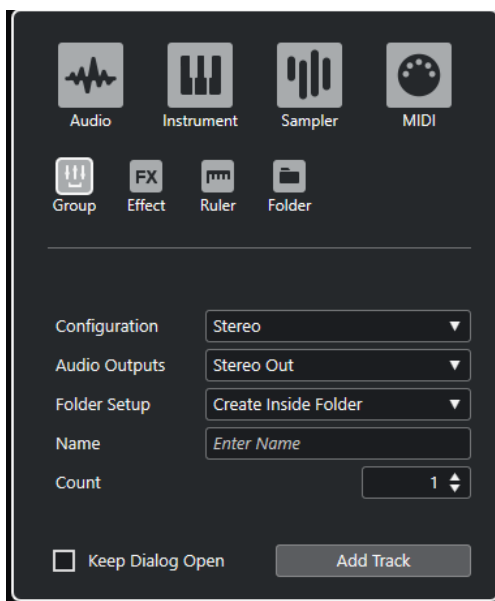 Audio Instrument Sampler MIDI
FX
Group Effect Ruler Folder
Configuration Stereo
Audio Outputs Stereo Out
Folder Setup Create Inside Folder
Name Enter Name
Count 1
Keep Dialog Open Add Track